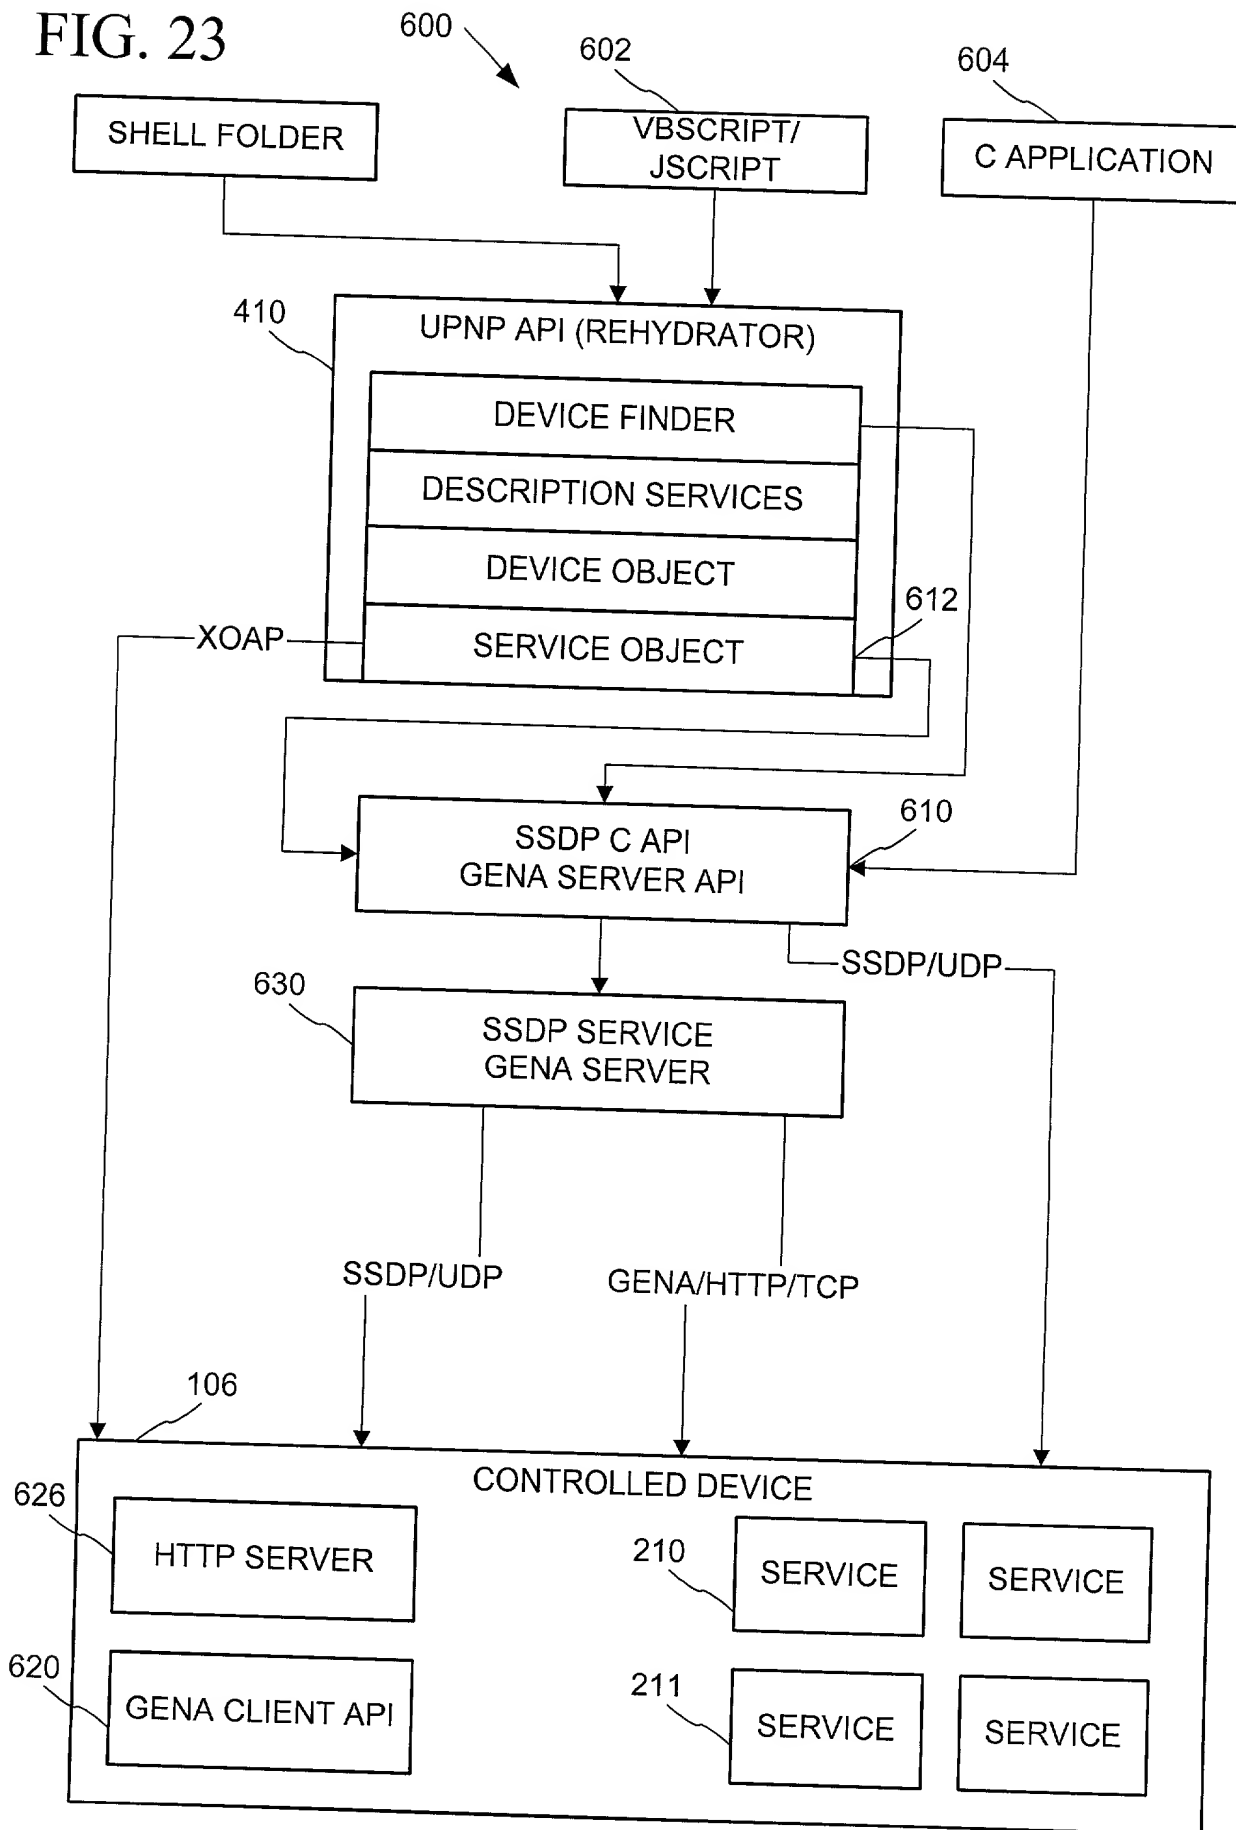 FIG. 23
600
602
604
SHELL FOLDER
VBSCRIPT/
JSCRIPT
C APPLICATION
410
UPNP API (REHYDRATOR)
DEVICE FINDER
DESCRIPTION SERVICES
DEVICE OBJECT
612
XOAP
SERVICE OBJECT
610
SSDP C API
GENA SERVER API
SSDP/UDP
630
SSDP SERVICE
GENA SERVER
SSDP/UDP
GENA/HTTP/TCP
106
CONTROLLED DEVICE
626
HTTP SERVER
210
SERVICE
SERVICE
620
GENA CLIENT API
211
SERVICE
SERVICE